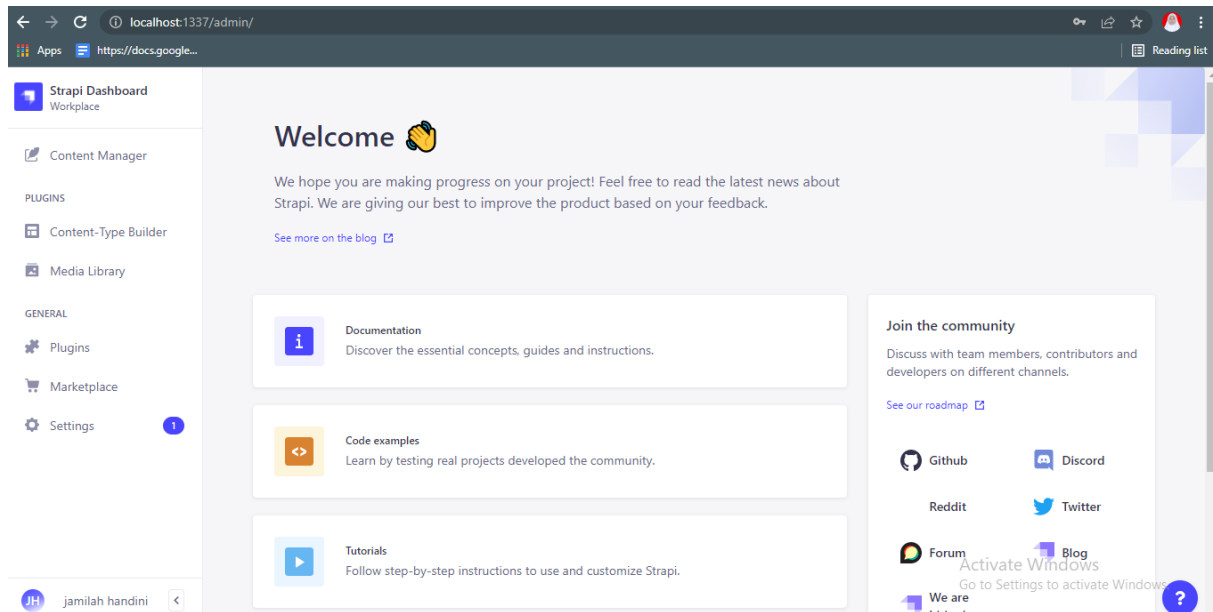 localhost:1337/admin/
Apps
https://docs.google...
Reading list
Strapi Dashboard
Workplace
Content Manager
PLUGINS
Content-Type Builder
Media Library
GENERAL
Plugins
Marketplace
Settings
1
JH
jamilah handini
Welcome 👋
We hope you are making progress on your project! Feel free to read the latest news about
Strapi. We are giving our best to improve the product based on your feedback.
See more on the blog
Documentation
Discover the essential concepts, guides and instructions.
Code examples
Learn by testing real projects developed the community.
Tutorials
Follow step-by-step instructions to use and customize Strapi.
Join the community
Discuss with team members, contributors and
developers on different channels.
See our roadmap
Github
Discord
Reddit
Twitter
Forum
Blog
We are
Activate Windows
Go to Settings to activate Windows
?